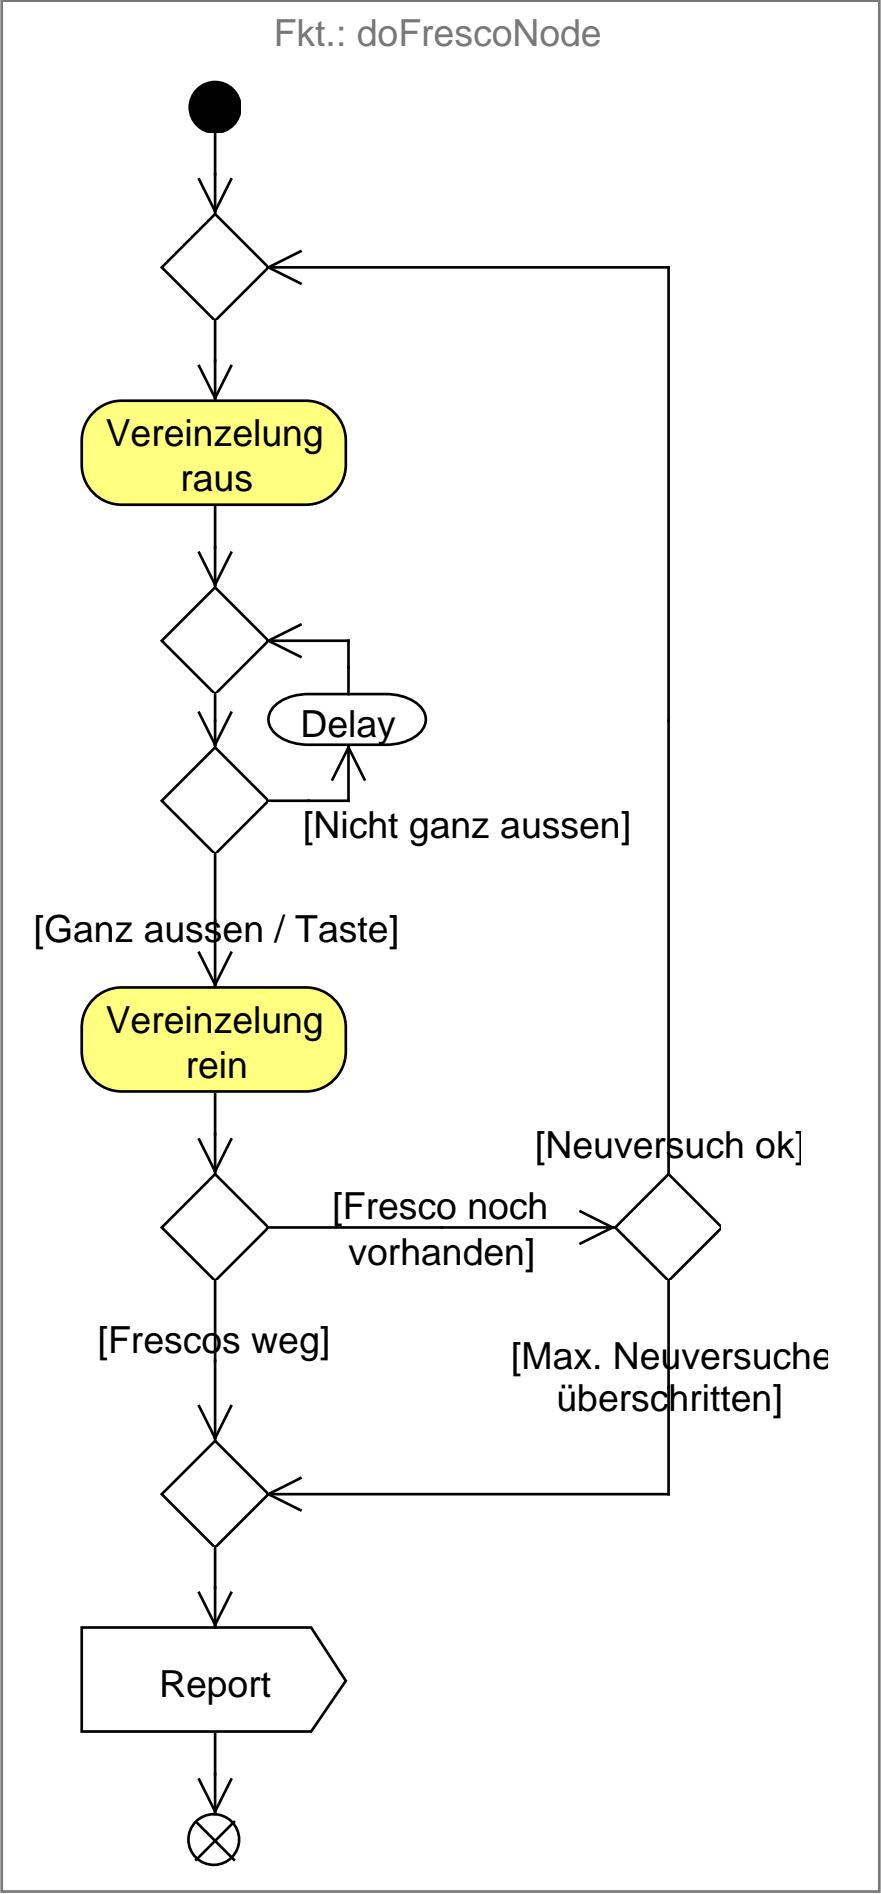 Fkt.: doFrescoNode
Vereinzelung
raus
Delay
[Nicht ganz aussen]
[Ganz aussen / Taste]
Vereinzelung
rein
[Neuversuch ok]
[Fresco noch
vorhanden]
[Frescos weg]
[Max. Neuversuche
überschritten]
Report